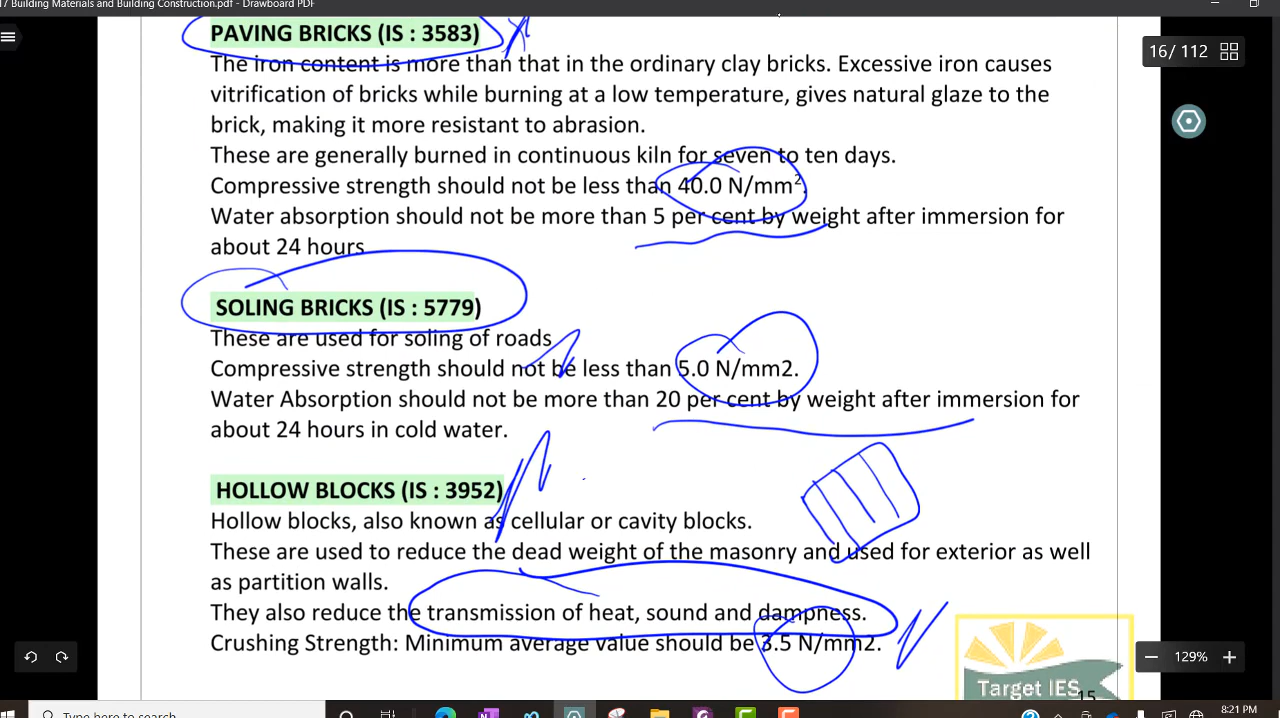 17 Building Materials and Building Construction.pdf - Drawboard PDF
16 / 112
PAVING BRICKS (IS : 3583)
The iron content is more than that in the ordinary clay bricks. Excessive iron causes
vitrification of bricks while burning at a low temperature, gives natural glaze to the
brick, making it more resistant to abrasion.
These are generally burned in continuous kiln for seven to ten days.
Compressive strength should not be less than 40.0 N/mm².
Water absorption should not be more than 5 per cent by weight after immersion for
about 24 hours
SOLING BRICKS (IS : 5779)
These are used for soling of roads
Compressive strength should not be less than 5.0 N/mm2.
Water Absorption should not be more than 20 per cent by weight after immersion for
about 24 hours in cold water.
HOLLOW BLOCKS (IS : 3952)
Hollow blocks, also known as cellular or cavity blocks.
These are used to reduce the dead weight of the masonry and used for exterior as well
as partition walls.
They also reduce the transmission of heat, sound and dampness.
Crushing Strength: Minimum average value should be 3.5 N/mm2.
129%
Target IES
15
Type here to search
8:21 PM